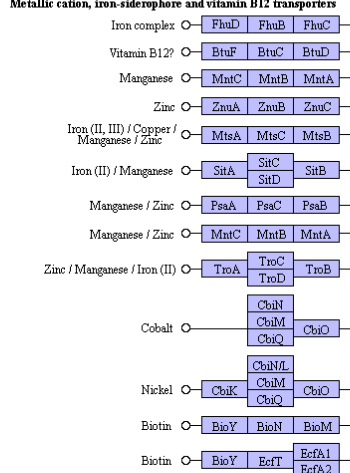 Metallic cation, iron-siderophore and vitamin B12 transporters
Iron complex FhuD FhuB FhuC
Vitamin B12? BtuF BtuC BtuD
Manganese MntC MntB MntA
Zinc ZnuA ZnuB ZnuC
Iron (II, III) / Copper /
Manganese / Zinc MtsA MtsC MtsB
Iron (II) / Manganese SitA SitC SitB
SitD
Manganese / Zinc PsaA PsaC PsaB
Manganese / Zinc MntC MntB MntA
Zinc / Manganese / Iron (II) TroA TroC TroB
TroD
CbiN
Cobalt CbiM CbiO
CbiQ
CbiN/L
Nickel CbiK CbiM CbiO
CbiQ
Biotin BioY BioN BioM
Biotin BioY EcfT EcfA1
EcfA2